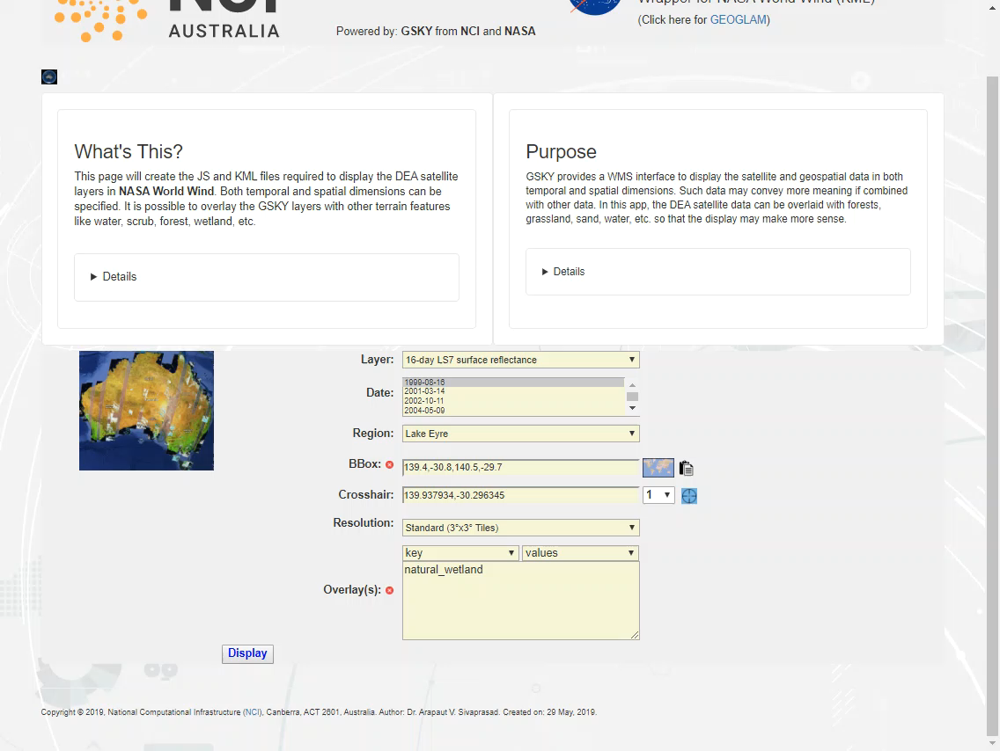 NCI
Wrapper for NASA World Wind (KML)
AUSTRALIA
Powered by: GSKY from NCI and NASA
(Click here for GEOGLAM)
What's This?
This page will create the JS and KML files required to display the DEA satellite
layers in NASA World Wind. Both temporal and spatial dimensions can be
specified. It is possible to overlay the GSKY layers with other terrain features
like water, scrub, forest, wetland, etc.
Details
Purpose
GSKY provides a WMS interface to display the satellite and geospatial data in both
temporal and spatial dimensions. Such data may convey more meaning if combined
with other data. In this app, the DEA satellite data can be overlaid with forests,
grassland, sand, water, etc. so that the display may make more sense.
Details
Layer: 16-day LS7 surface reflectance
Date: 1999-08-16
2001-03-14
2002-10-11
2004-05-09
Region: Lake Eyre
BBox: 139.4,-30.8,140.5,-29.7
Crosshair: 139.937934,-30.296345 1
Resolution: Standard (3°x3° Tiles)
key values
natural_wetland
Overlay(s):
Display
Copyright © 2019, National Computational Infrastructure (NCI), Canberra, ACT 2601, Australia. Author: Dr. Arapaut V. Sivaprasad. Created on: 29 May, 2019.